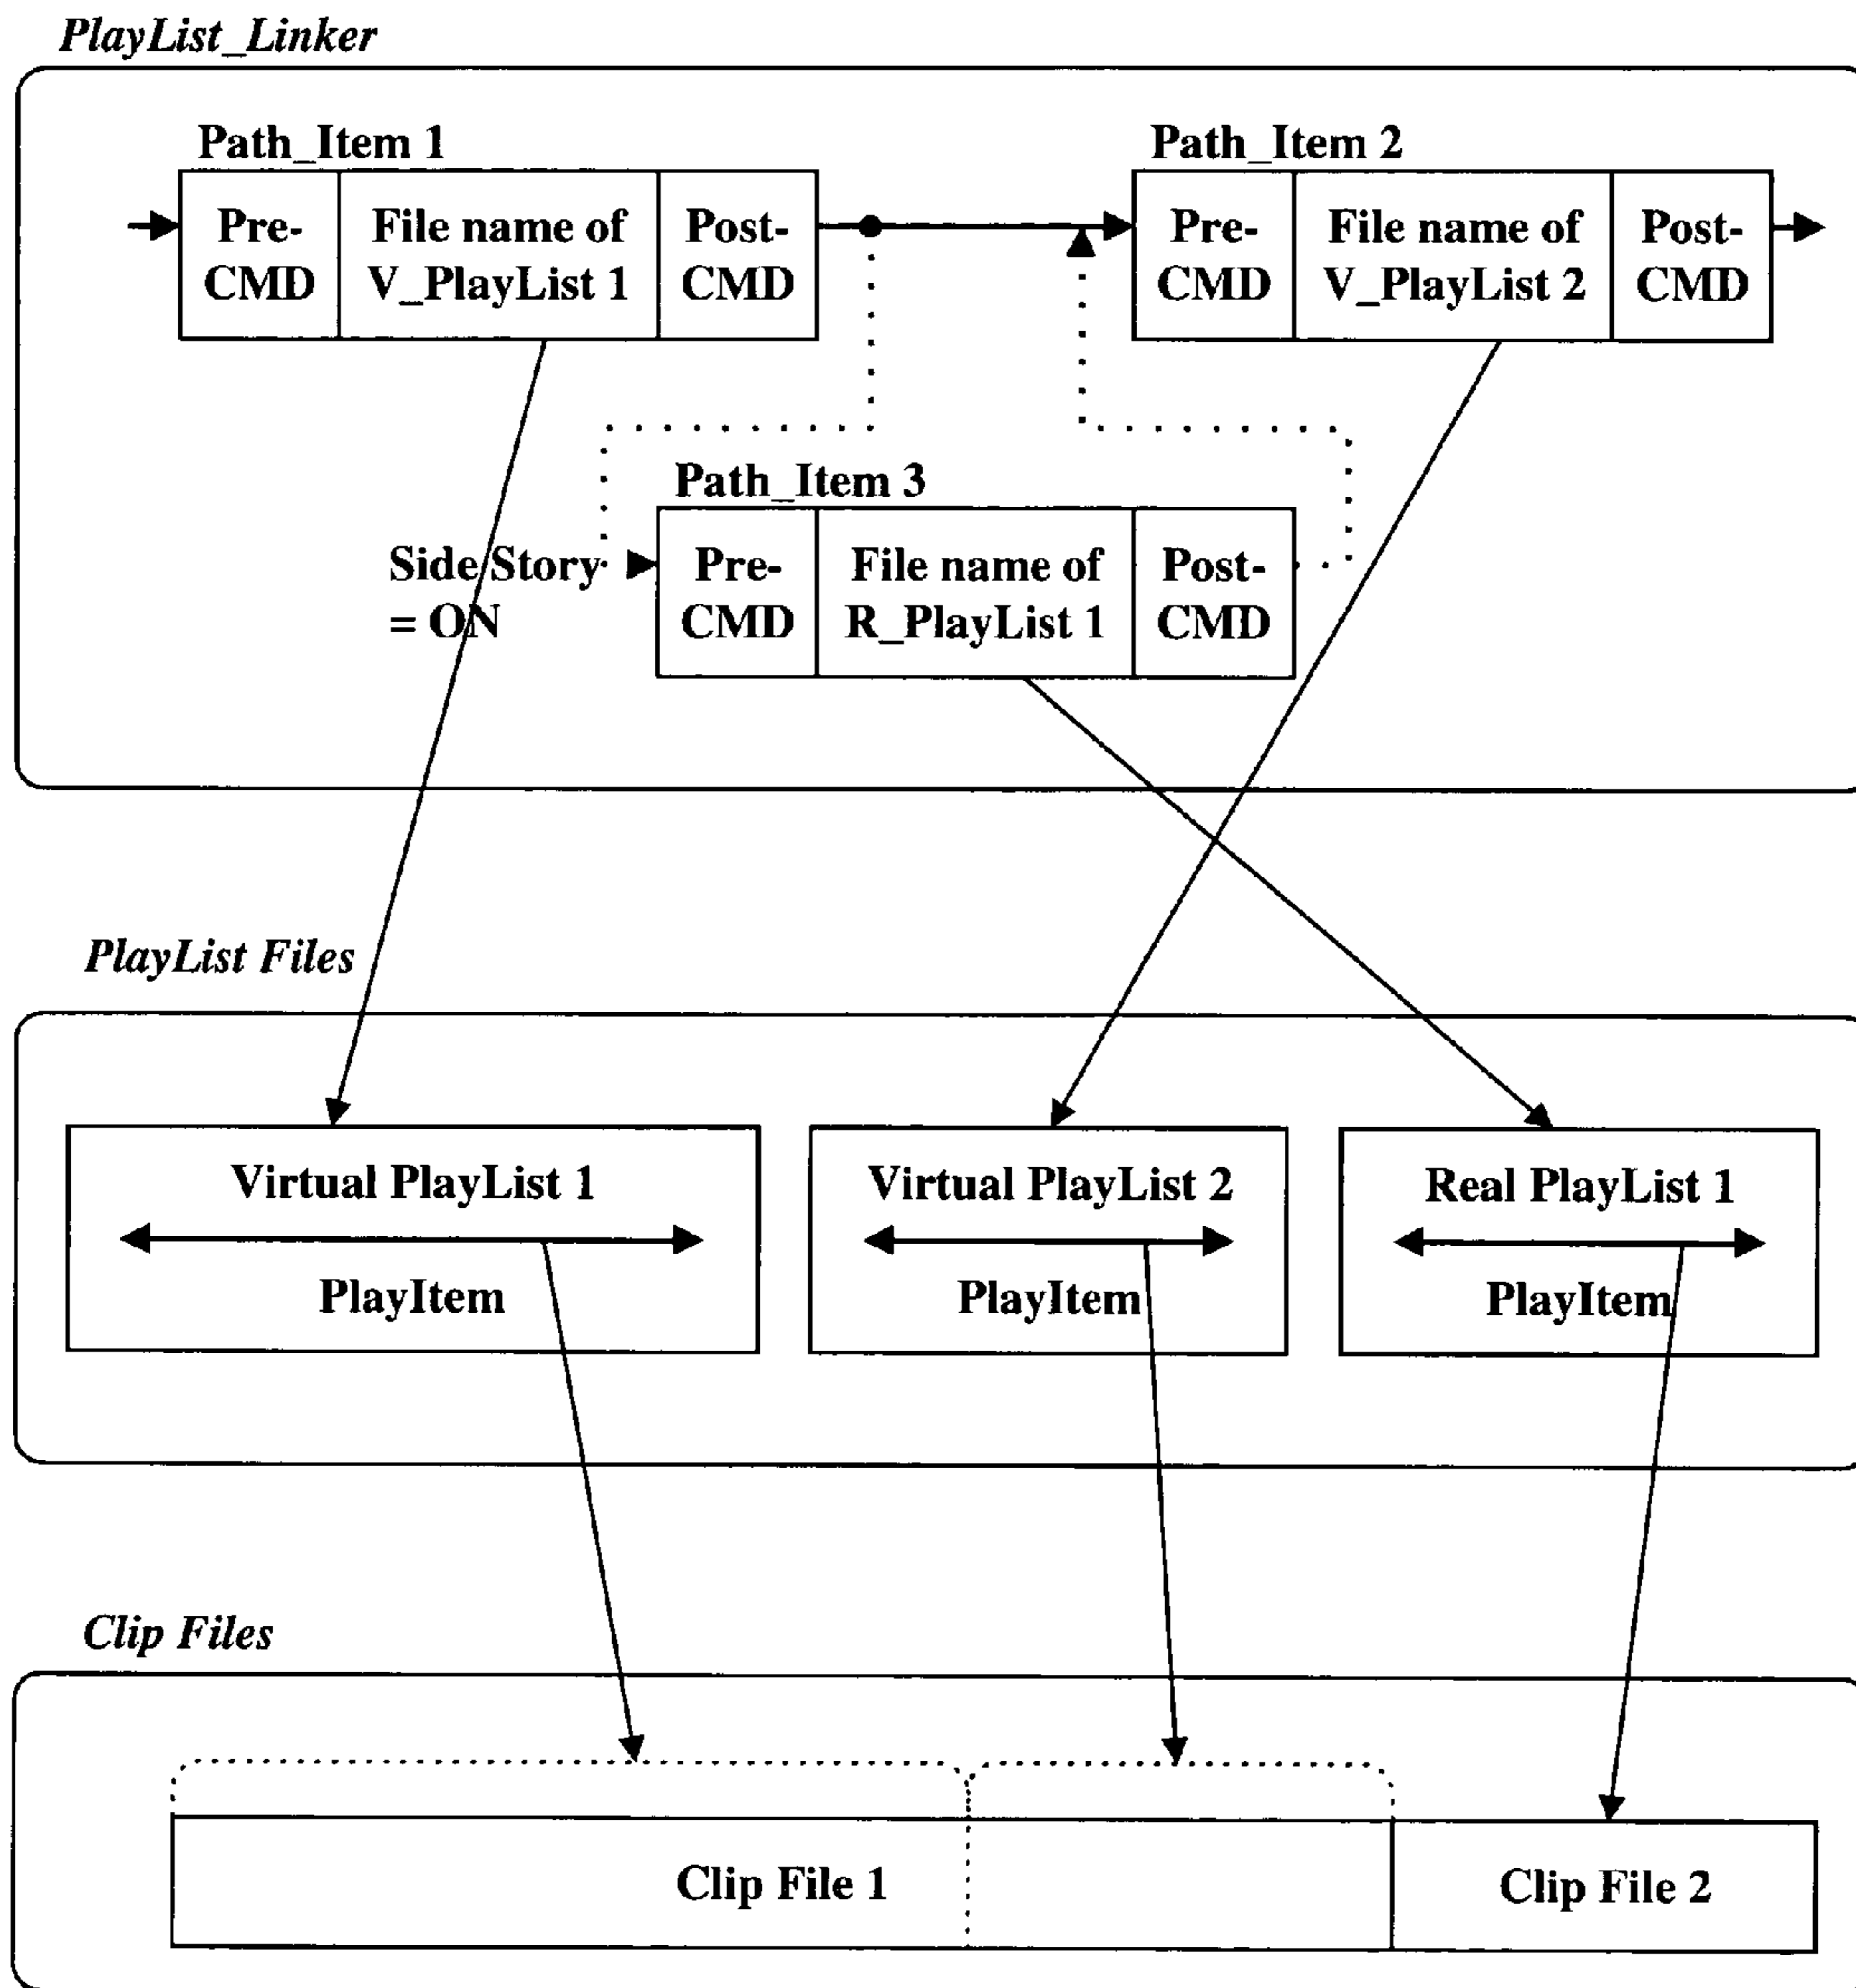 PlayList_Linker
Path_Item 1
Pre-
CMD
File name of
V_PlayList 1
Post-
CMD
Path_Item 2
Pre-
CMD
File name of
V_PlayList 2
Post-
CMD
Path_Item 3
Side Story
= ON
Pre-
CMD
File name of
R_PlayList 1
Post-
CMD
PlayList Files
Virtual PlayList 1
PlayItem
Virtual PlayList 2
PlayItem
Real PlayList 1
PlayItem
Clip Files
Clip File 1
Clip File 2